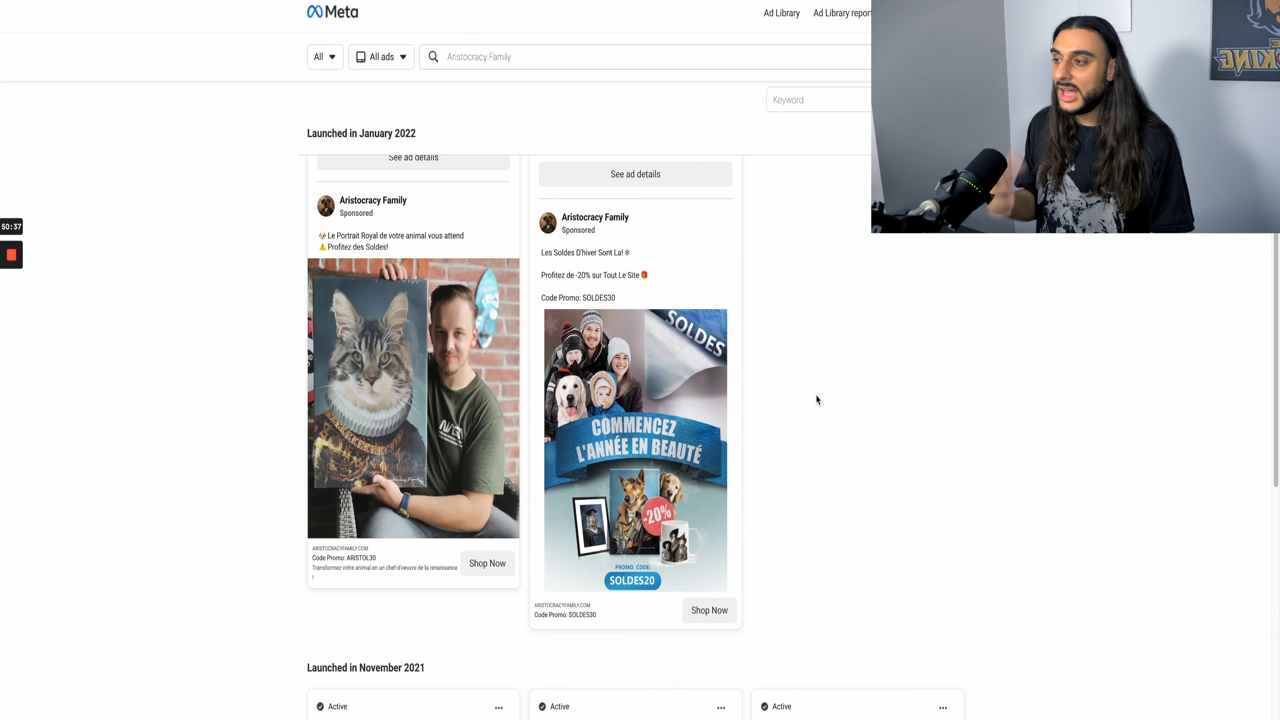 Meta
Ad Library
Ad Library repor
All
All ads
Aristocracy Family
Keyword
Launched in January 2022
See ad details
See ad details
50:37
Aristocracy Family
Sponsored
Le Portrait Royal de votre animal vous attend
Profitez des Soldes!
ARISTOCRACYFAMILY.COM
Code Promo: ARISTOL30
Transformez votre animal en un chef-d'oeuvre de la renaissance
!
Shop Now
Aristocracy Family
Sponsored
Les Soldes D'hiver Sont La!
Profitez de -20% sur Tout Le Site
Code Promo: SOLDES30
SOLDES
COMMENCEZ
L'ANNÉE EN BEAUTÉ
-20%
PROMO CODE:
SOLDES20
ARISTOCRACYFAMILY.COM
Code Promo: SOLDES30
Shop Now
Launched in November 2021
Active
Active
Active